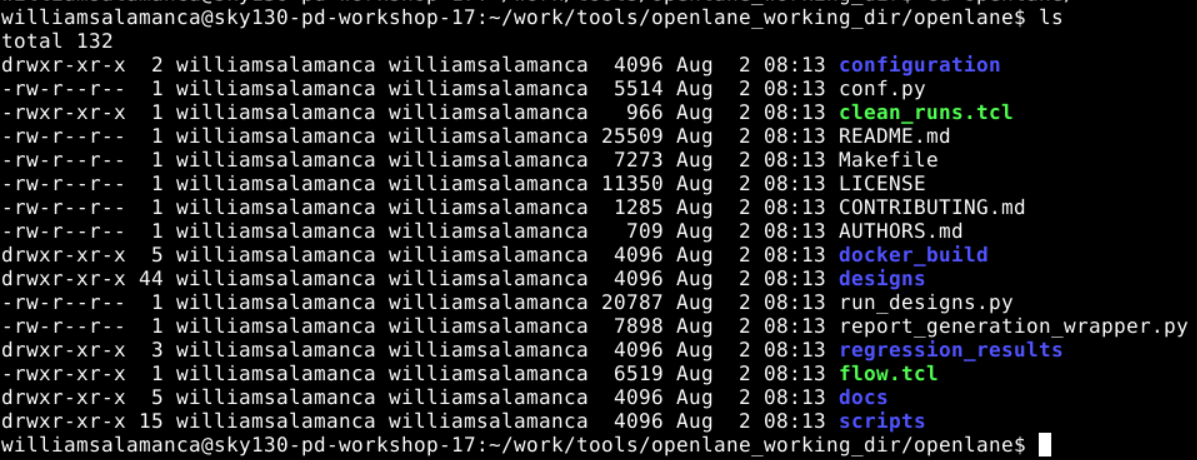 williamsalamanca@sky130-pd-workshop-17:~/work/tools/openlane_working_dir/openlane$ ls
total 132
drwxr-xr-x  2 williamsalamanca williamsalamanca  4096 Aug  2 08:13 configuration
-rw-r--r--  1 williamsalamanca williamsalamanca  5514 Aug  2 08:13 conf.py
-rwxr-xr-x  1 williamsalamanca williamsalamanca   966 Aug  2 08:13 clean_runs.tcl
-rw-r--r--  1 williamsalamanca williamsalamanca 25509 Aug  2 08:13 README.md
-rw-r--r--  1 williamsalamanca williamsalamanca  7273 Aug  2 08:13 Makefile
-rw-r--r--  1 williamsalamanca williamsalamanca 11350 Aug  2 08:13 LICENSE
-rw-r--r--  1 williamsalamanca williamsalamanca  1285 Aug  2 08:13 CONTRIBUTING.md
-rw-r--r--  1 williamsalamanca williamsalamanca   709 Aug  2 08:13 AUTHORS.md
drwxr-xr-x  5 williamsalamanca williamsalamanca  4096 Aug  2 08:13 docker_build
drwxr-xr-x 44 williamsalamanca williamsalamanca  4096 Aug  2 08:13 designs
-rw-r--r--  1 williamsalamanca williamsalamanca 20787 Aug  2 08:13 run_designs.py
-rw-r--r--  1 williamsalamanca williamsalamanca  7898 Aug  2 08:13 report_generation_wrapper.py
drwxr-xr-x  3 williamsalamanca williamsalamanca  4096 Aug  2 08:13 regression_results
-rwxr-xr-x  1 williamsalamanca williamsalamanca  6519 Aug  2 08:13 flow.tcl
drwxr-xr-x  5 williamsalamanca williamsalamanca  4096 Aug  2 08:13 docs
drwxr-xr-x 15 williamsalamanca williamsalamanca  4096 Aug  2 08:13 scripts
williamsalamanca@sky130-pd-workshop-17:~/work/tools/openlane_working_dir/openlane$